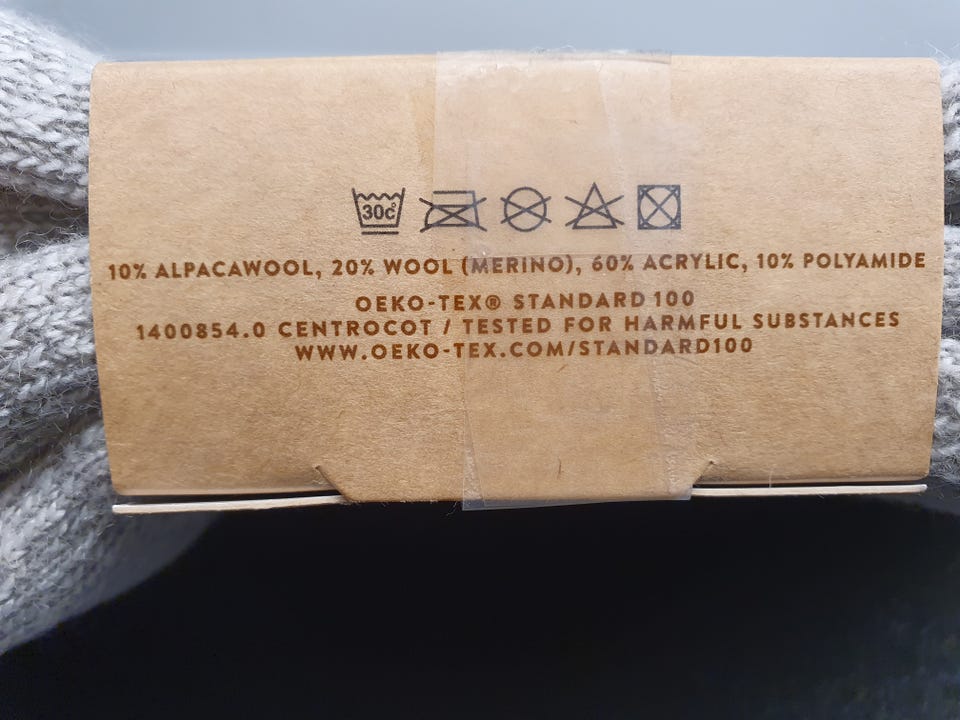 30c°
10% ALPACAWOOL, 20% WOOL (MERINO), 60% ACRYLIC, 10% POLYAMIDE
OEKO-TEX® STANDARD 100
1400854.0 CENTROCOT / TESTED FOR HARMFUL SUBSTANCES
WWW.OEKO-TEX.COM/STANDARD100